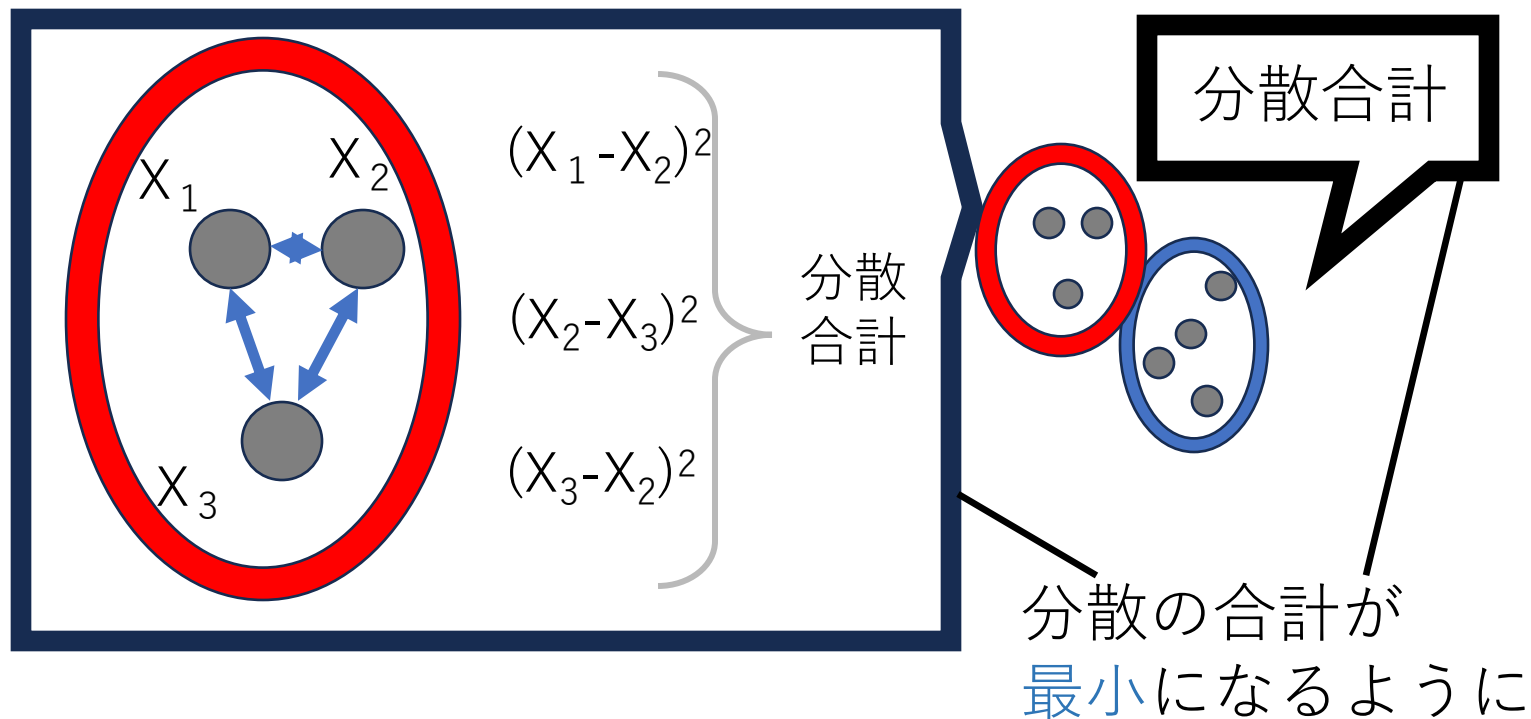 X₁
X₂
X₃
(X₁-X₂)²
(X₂-X₃)²
(X₃-X₂)²
分散
合計
分散合計
分散の合計が
最小になるように